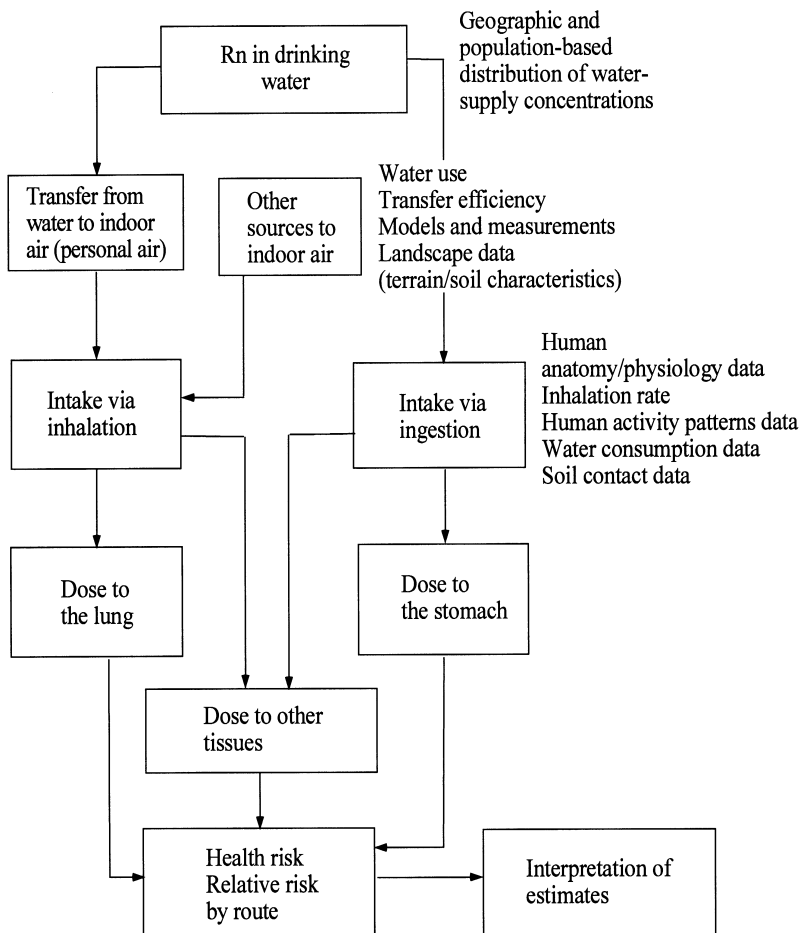 Rn in drinking
water
Geographic and
population-based
distribution of water-
supply concentrations
Transfer from
water to indoor
air (personal air)
Other
sources to
indoor air
Water use
Transfer efficiency
Models and measurements
Landscape data
(terrain/soil characteristics)
Intake via
inhalation
Intake via
ingestion
Human
anatomy/physiology data
Inhalation rate
Human activity patterns data
Water consumption data
Soil contact data
Dose to
the lung
Dose to
the stomach
Dose to other
tissues
Health risk
Relative risk
by route
Interpretation of
estimates